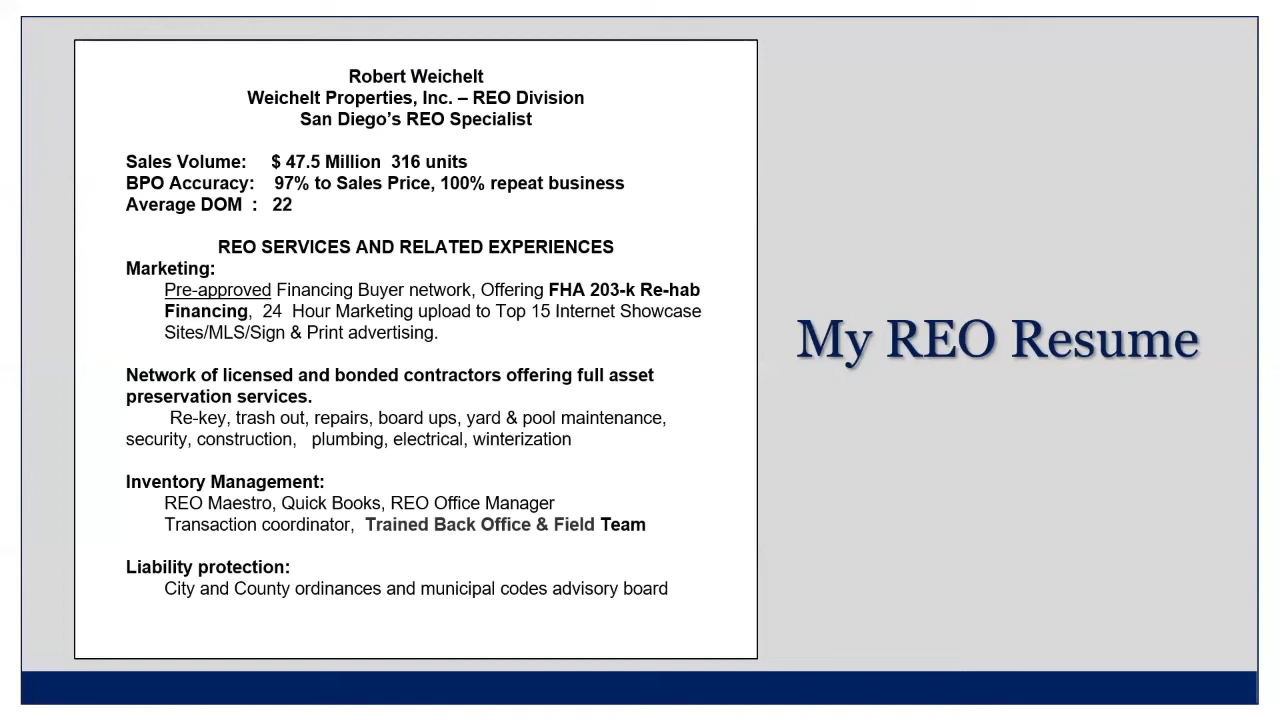 Robert Weichelt
Weichelt Properties, Inc. – REO Division
San Diego's REO Specialist
Sales Volume: $ 47.5 Million 316 units
BPO Accuracy: 97% to Sales Price, 100% repeat business
Average DOM : 22
REO SERVICES AND RELATED EXPERIENCES
Marketing:
Pre-approved Financing Buyer network, Offering FHA 203-k Re-hab
Financing, 24 Hour Marketing upload to Top 15 Internet Showcase
Sites/MLS/Sign & Print advertising.
Network of licensed and bonded contractors offering full asset
preservation services.
Re-key, trash out, repairs, board ups, yard & pool maintenance,
security, construction, plumbing, electrical, winterization
Inventory Management:
REO Maestro, Quick Books, REO Office Manager
Transaction coordinator, Trained Back Office & Field Team
Liability protection:
City and County ordinances and municipal codes advisory board
My REO Resume